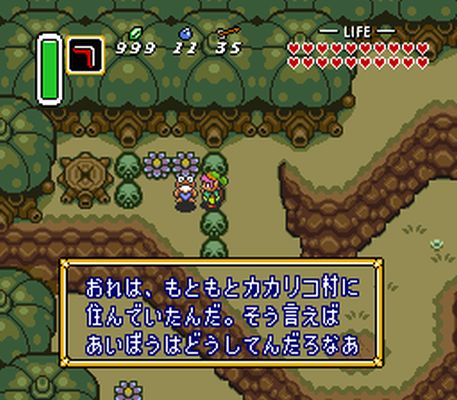 — LIFE —
999 11 35
おれは、もともとカカリコ村に
住んでいたんだ。そう言えば
あいぼうはどうしてんだろなあ